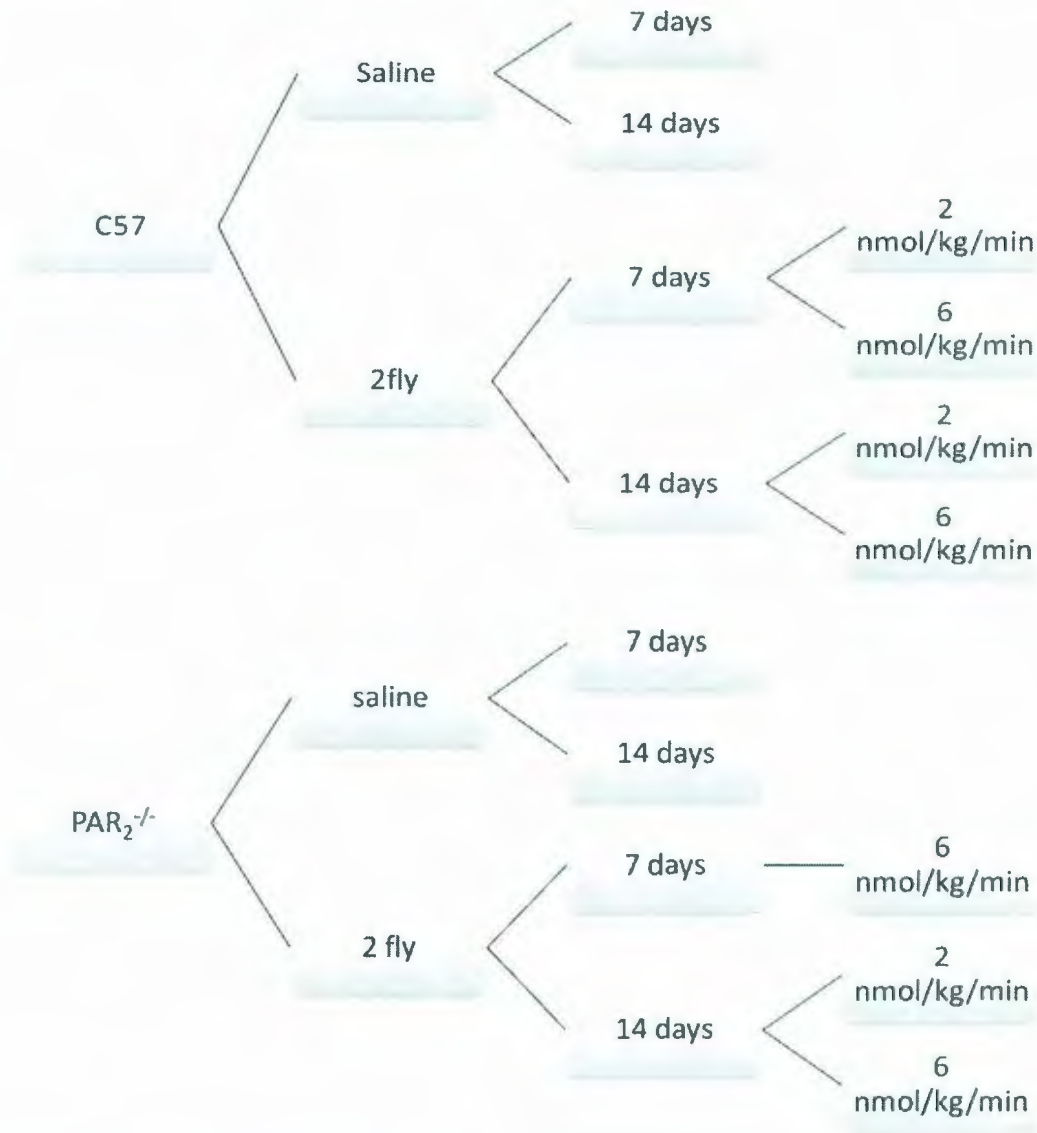 7 days
Saline
14 days
C57
2
nmol/kg/min
7 days
6
nmol/kg/min
2fly
2
nmol/kg/min
14 days
6
nmol/kg/min
7 days
saline
14 days
PAR₂⁻/⁻
7 days
6
nmol/kg/min
2 fly
2
nmol/kg/min
14 days
6
nmol/kg/min